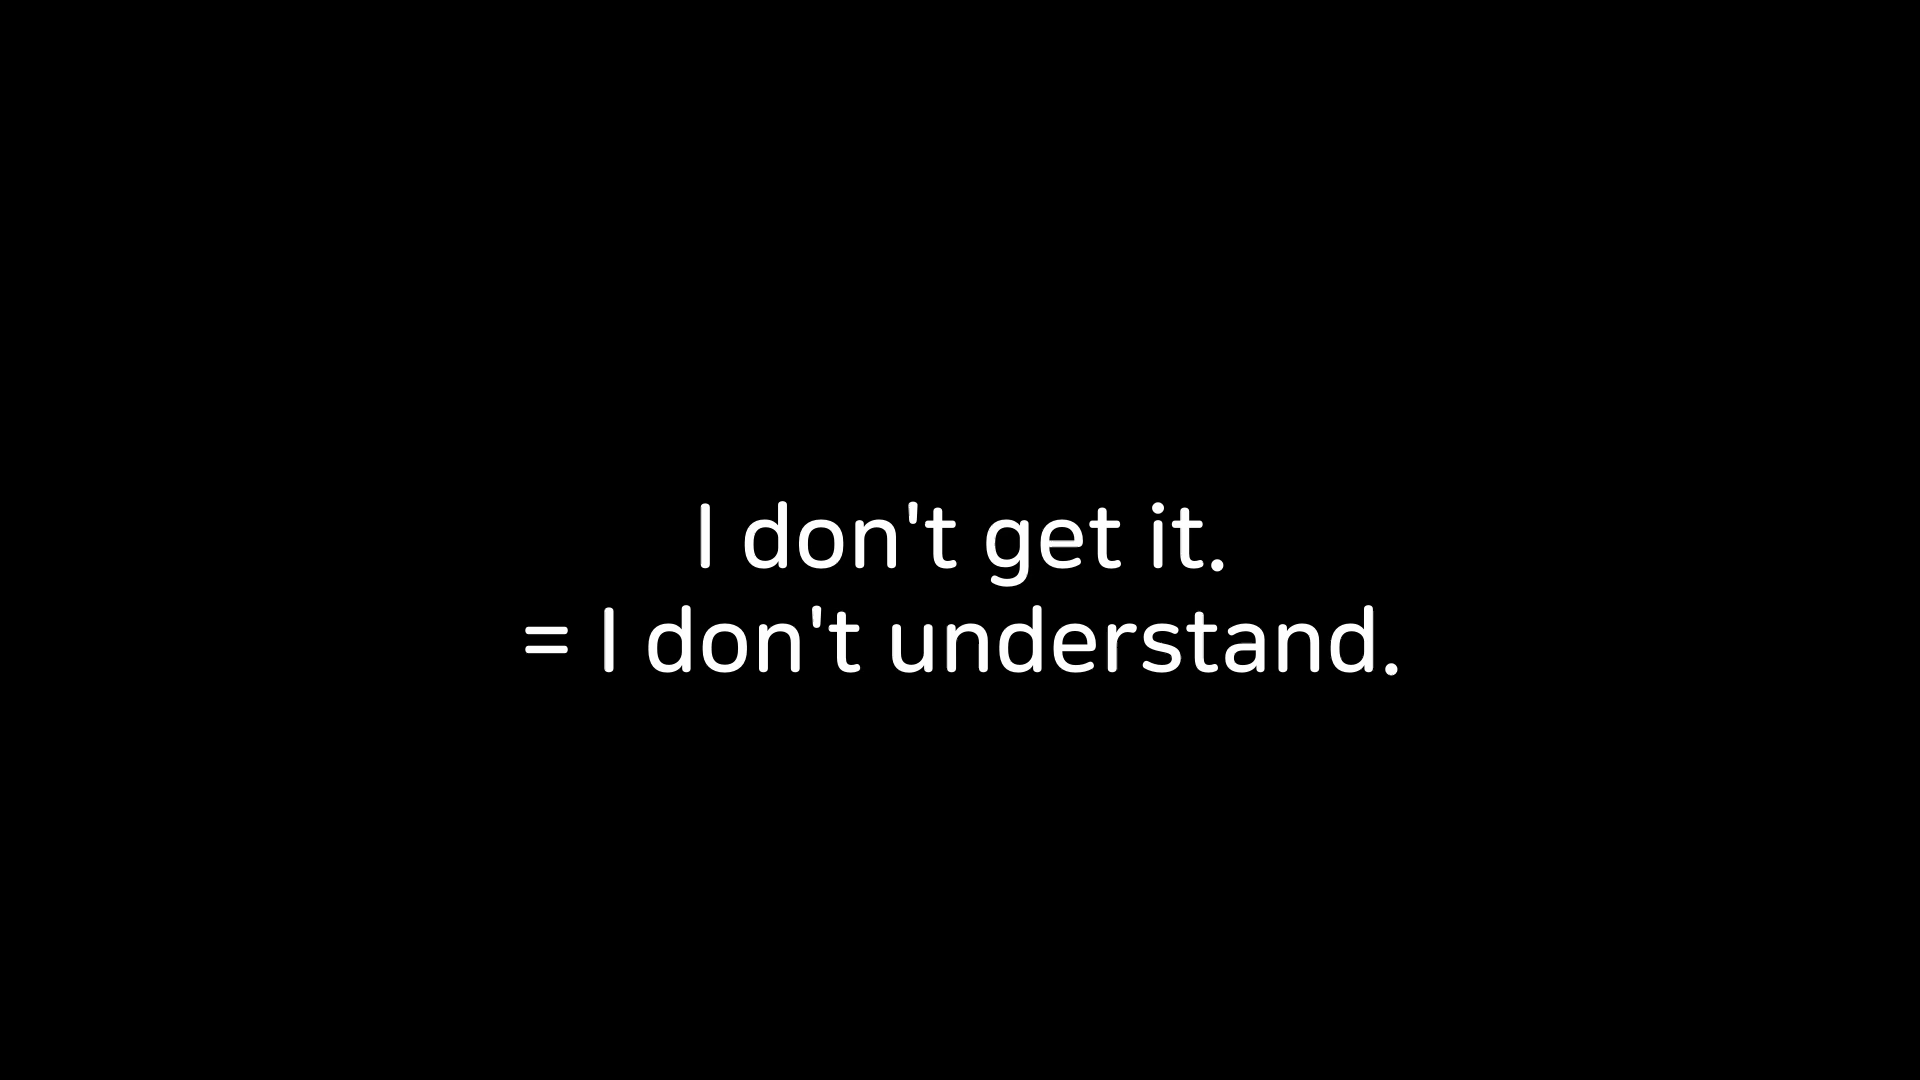 I don't get it.
= I don't understand.